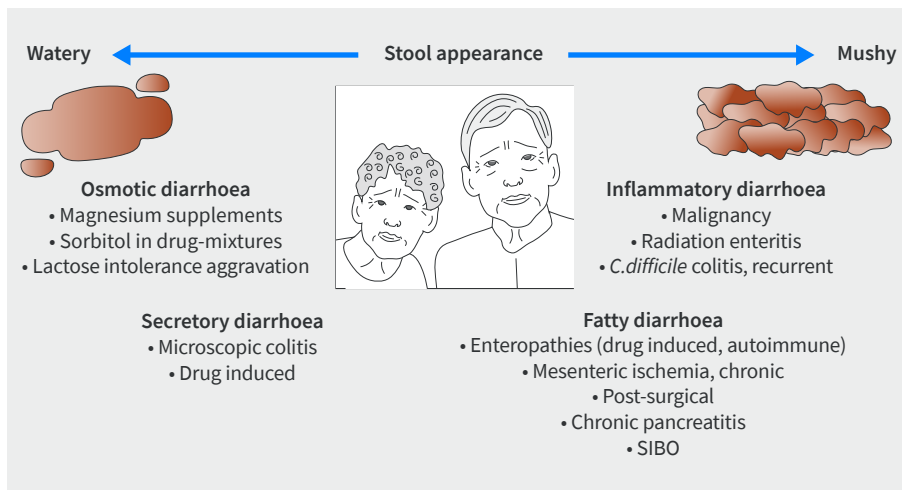 Watery Stool appearance Mushy
Osmotic diarrhoea
• Magnesium supplements
• Sorbitol in drug-mixtures
• Lactose intolerance aggravation
Inflammatory diarrhoea
• Malignancy
• Radiation enteritis
• C.difficile colitis, recurrent
Secretory diarrhoea
• Microscopic colitis
• Drug induced
Fatty diarrhoea
• Enteropathies (drug induced, autoimmune)
• Mesenteric ischemia, chronic
• Post-surgical
• Chronic pancreatitis
• SIBO